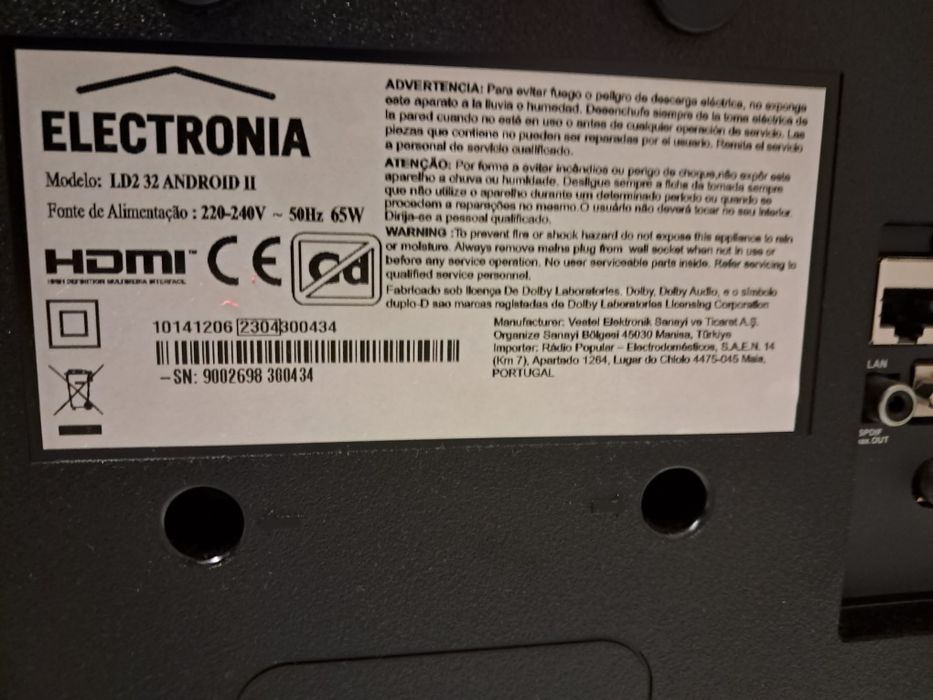 ELECTRONIA
Modelo: LD2 32 ANDROID II
Fonte de Alimentação : 220-240V ~ 50Hz 65W
HDMI™
HIGH DEFINITION MULTIMEDIA INTERFACE
CE
Cd
10141206 2304300434
-SN: 9002698 300434
ADVERTENCIA: Para evitar fuego o peligro de descarga eléctrica, no exponga
este aparato a la lluvia o humedad. Desenchufe siempre de la toma eléctrica de
la pared cuando no esté en uso o antes de cualquier operación de servicio. Las
piezas que contiene no pueden ser reparadas por el usuario. Remita el servicio
a personal de servicio cualificado.
ATENÇÃO: Por forma a evitar incêndios ou perigo de choque,não expôr este
aparelho a chuva ou humidade. Desligue sempre a ficha da tomada sempre
que não utilize o aparelho durante um determinado período ou quando se
procedem a reparações no mesmo.O usuário não deverá tocar no seu interior.
Dirija-se a pessoal qualificado.
WARNING :To prevent fire or shock hazard do not expose this appliance to rain
or moisture. Always remove mains plug from wall socket when not in use or
before any service operation. No user serviceable parts inside. Refer servicing to
qualified service personnel.
Fabricado sob licença De Dolby Laboratories. Dolby, Dolby Audio, e o símbolo
duplo-D sao marcas registadas de Dolby Laboratories Licensing Corporation
Manufacturer: Vestel Elektronik Sanayi ve Ticaret A.Ş.
Organize Sanayi Bölgesi 45030 Manisa, Türkiye
Importer: Rádio Popular – Electrodomésticos, S.A.E.N. 14
(Km 7), Apartado 1264, Lugar do Chiolo 4475-045 Maia,
PORTUGAL
LAN
SPDIF
OUT